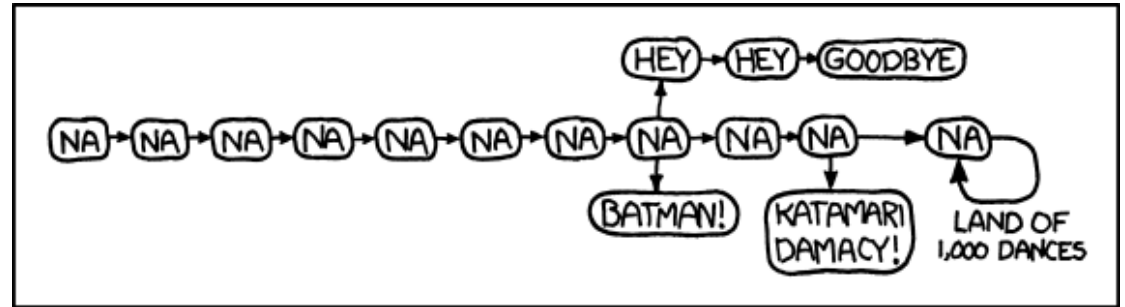 HEY HEY GOODBYE
NA NA NA NA NA NA NA NA NA NA NA
BATMAN!
KATAMARI
DAMACY!
LAND OF
1,000 DANCES